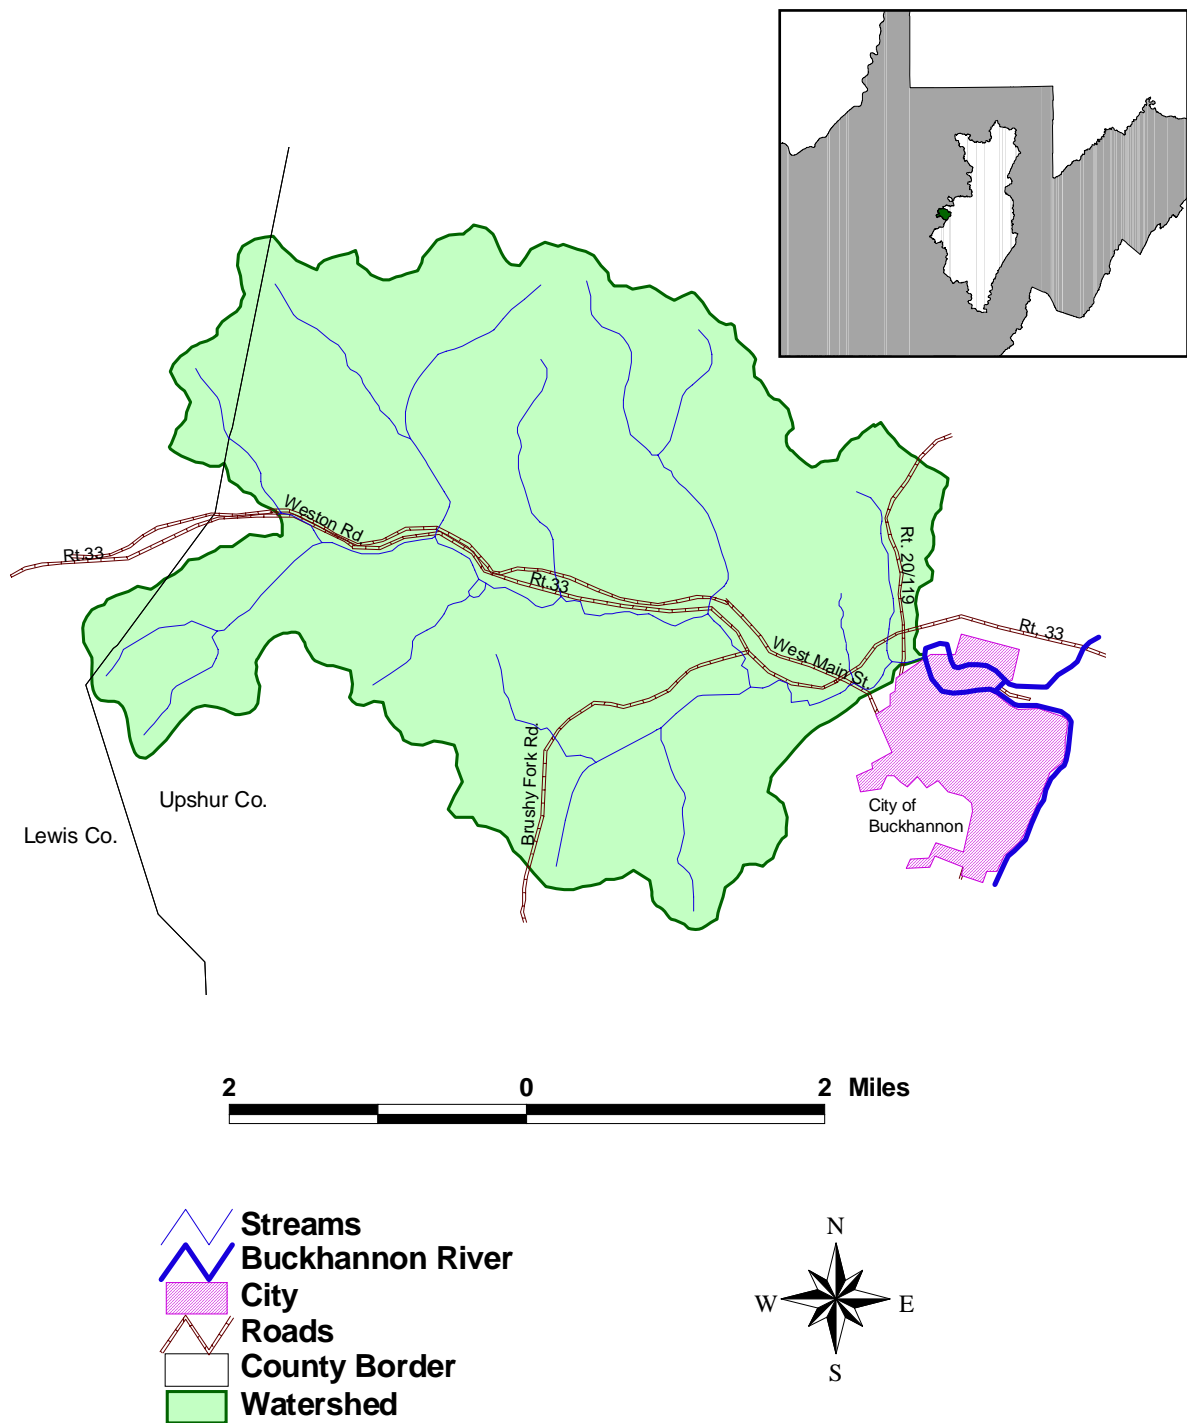 Weston Rd
Rt.33
Rt.33
Rt. 20/119
Rt. 33
West Main St.
Brushy Fork Rd.
Upshur Co.
Lewis Co.
City of
Buckhannon
2 0 2 Miles
Streams
Buckhannon River
City
Roads
County Border
Watershed
N
W E
S